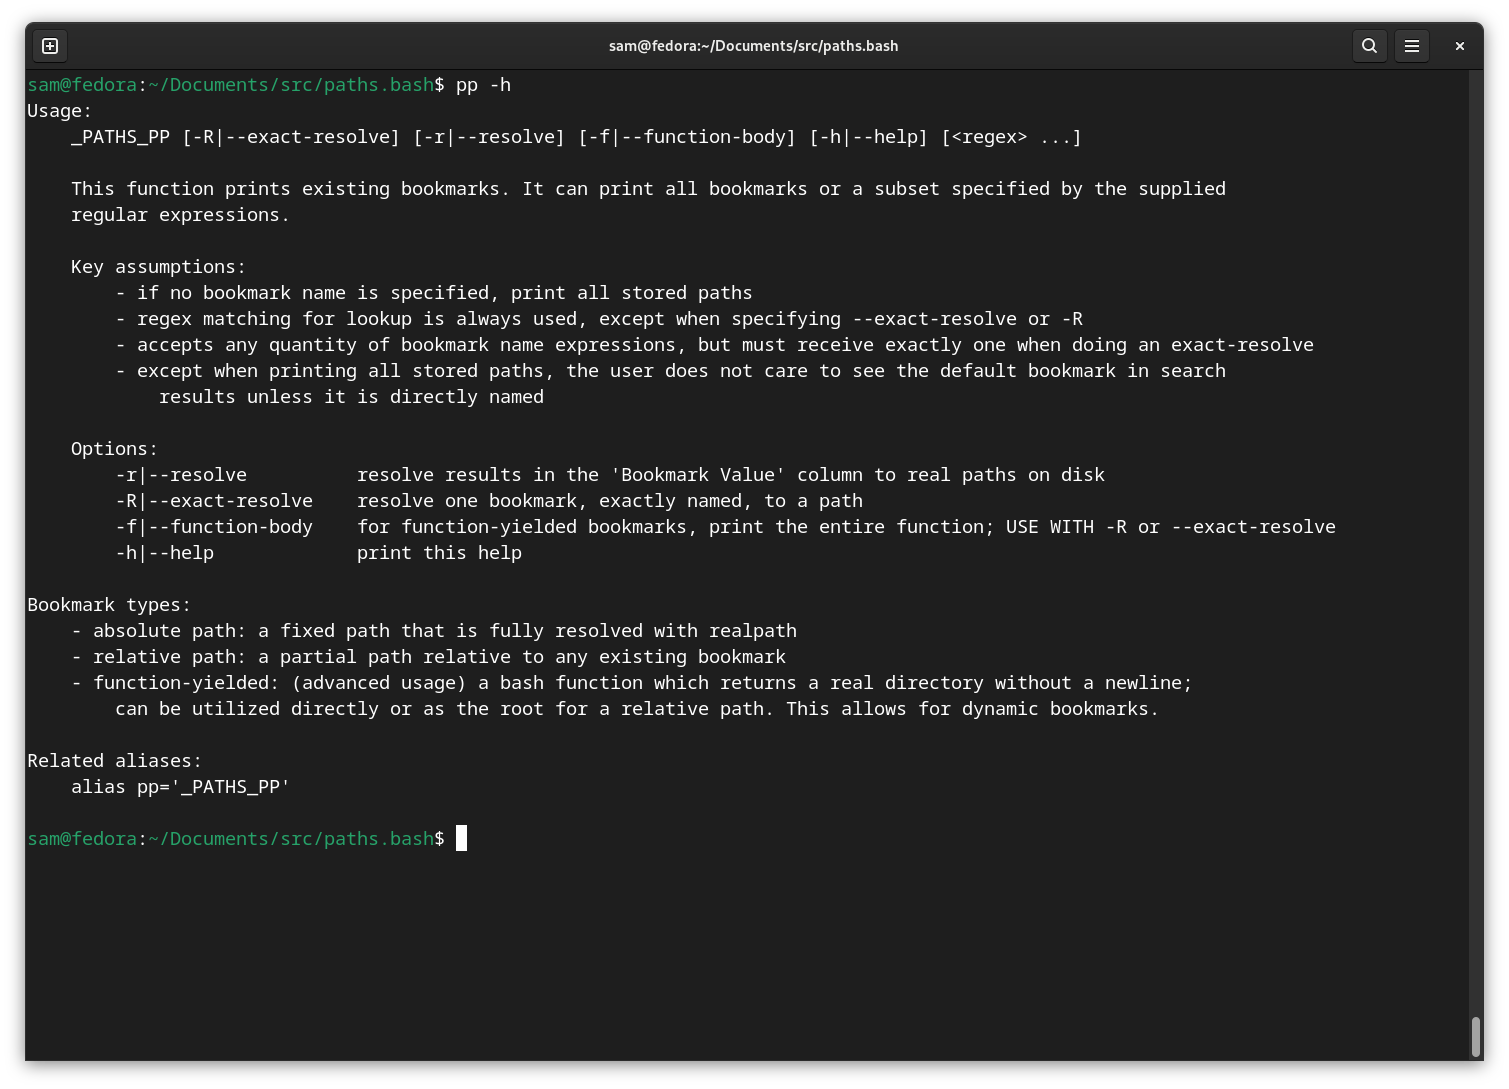 sam@fedora:~/Documents/src/paths.bash
sam@fedora:~/Documents/src/paths.bash$ pp -h
Usage:
    _PATHS_PP [-R|--exact-resolve] [-r|--resolve] [-f|--function-body] [-h|--help] [<regex> ...]

    This function prints existing bookmarks. It can print all bookmarks or a subset specified by the supplied
    regular expressions.

    Key assumptions:
        - if no bookmark name is specified, print all stored paths
        - regex matching for lookup is always used, except when specifying --exact-resolve or -R
        - accepts any quantity of bookmark name expressions, but must receive exactly one when doing an exact-resolve
        - except when printing all stored paths, the user does not care to see the default bookmark in search
            results unless it is directly named

    Options:
        -r|--resolve          resolve results in the 'Bookmark Value' column to real paths on disk
        -R|--exact-resolve    resolve one bookmark, exactly named, to a path
        -f|--function-body    for function-yielded bookmarks, print the entire function; USE WITH -R or --exact-resolve
        -h|--help             print this help

Bookmark types:
    - absolute path: a fixed path that is fully resolved with realpath
    - relative path: a partial path relative to any existing bookmark
    - function-yielded: (advanced usage) a bash function which returns a real directory without a newline;
        can be utilized directly or as the root for a relative path. This allows for dynamic bookmarks.

Related aliases:
    alias pp='_PATHS_PP'

sam@fedora:~/Documents/src/paths.bash$